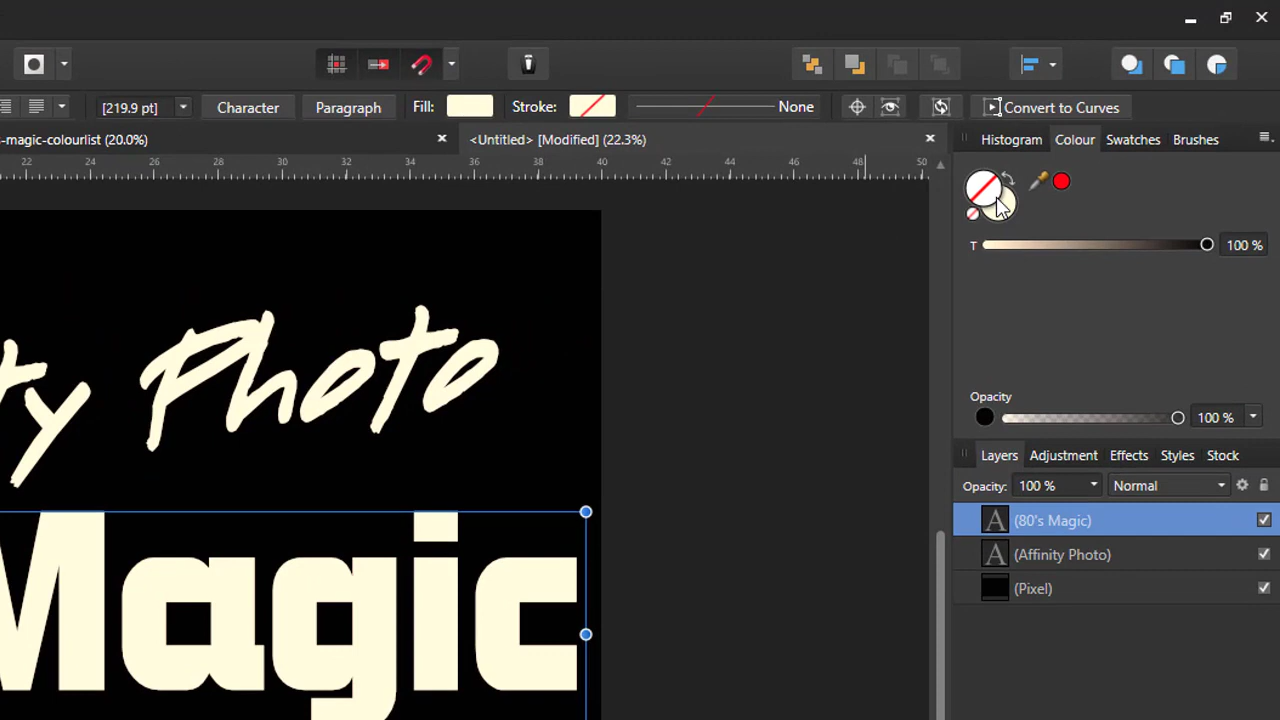 [219.9 pt] Character Paragraph Fill: Stroke: None Convert to Curves
-magic-colourlist (20.0%) <Untitled> [Modified] (22.3%) Histogram Colour Swatches Brushes
22 24 26 28 30 32 34 36 38 40 42 44 46 48 50
T 100 %
ty Photo
Opacity
100 %
Layers Adjustment Effects Styles Stock
Opacity: 100 % Normal
A (80's Magic)
A (Affinity Photo)
(Pixel)
Magic